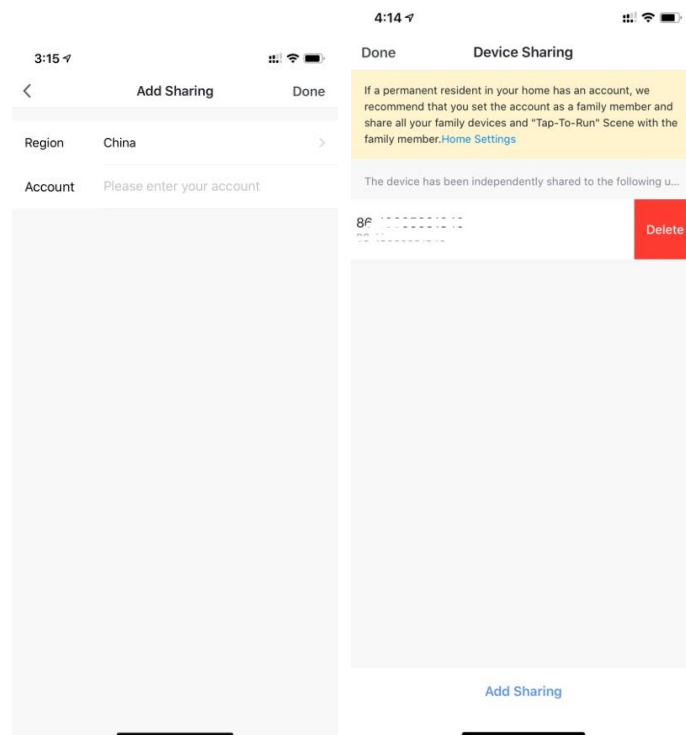 3:15
Add Sharing
Done
Region
China
Account
Please enter your account
4:14
Done
Device Sharing
If a permanent resident in your home has an account, we
recommend that you set the account as a family member and
share all your family devices and "Tap-To-Run" Scene with the
family member.Home Settings
The device has been independently shared to the following u...
Delete
Add Sharing